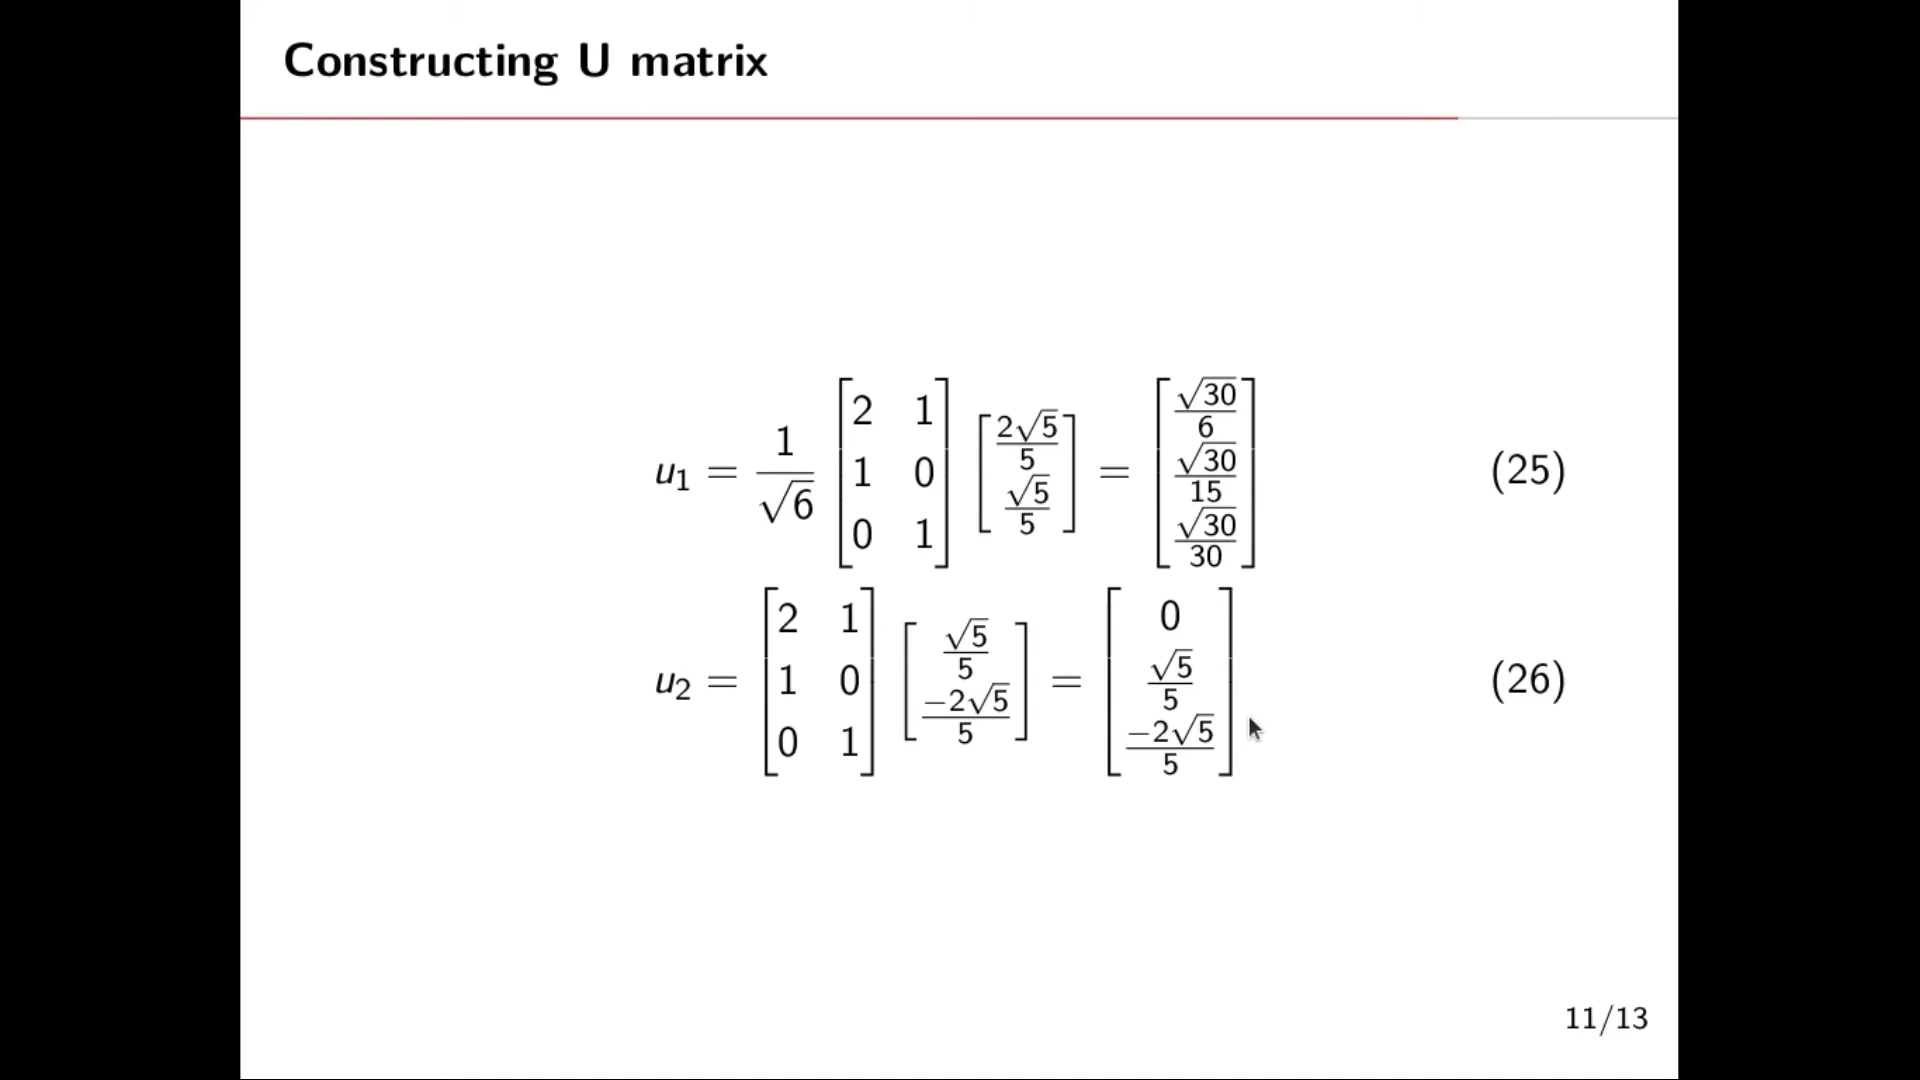 Constructing U matrix
u₁ = 1/√6 [2 1; 1 0; 0 1] [2√5/5; √5/5] = [√30/6; √30/15; √30/30] (25)
u₂ = [2 1; 1 0; 0 1] [√5/5; −2√5/5] = [0; √5/5; −2√5/5] (26)
11/13